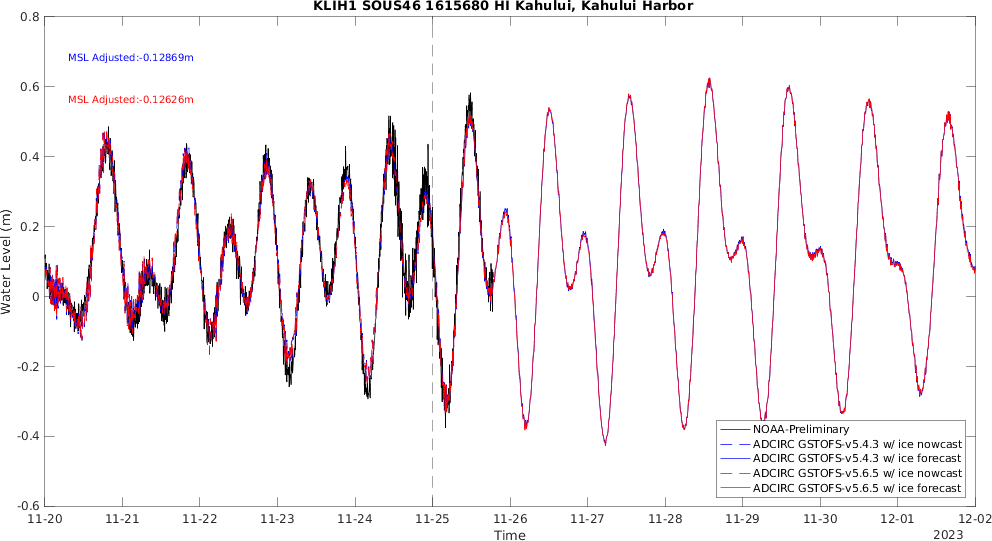 KLIH1 SOUS46 1615680 HI Kahului, Kahului Harbor
0.8
MSL Adjusted:-0.12869m
0.6
MSL Adjusted:-0.12626m
0.4
0.2
0
-0.2
-0.4
-0.6
Water Level (m)
NOAA-Preliminary
ADCIRC GSTOFS-v5.4.3 w/ ice nowcast
ADCIRC GSTOFS-v5.4.3 w/ ice forecast
ADCIRC GSTOFS-v5.6.5 w/ ice nowcast
ADCIRC GSTOFS-v5.6.5 w/ ice forecast
11-20 11-21 11-22 11-23 11-24 11-25 11-26 11-27 11-28 11-29 11-30 12-01 12-02
Time
2023